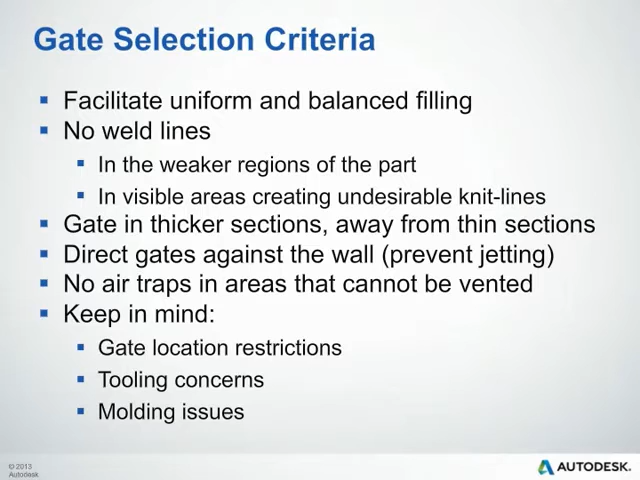 Gate Selection Criteria
Facilitate uniform and balanced filling
No weld lines
In the weaker regions of the part
In visible areas creating undesirable knit-lines
Gate in thicker sections, away from thin sections
Direct gates against the wall (prevent jetting)
No air traps in areas that cannot be vented
Keep in mind:
Gate location restrictions
Tooling concerns
Molding issues
© 2013
Autodesk
AUTODESK.